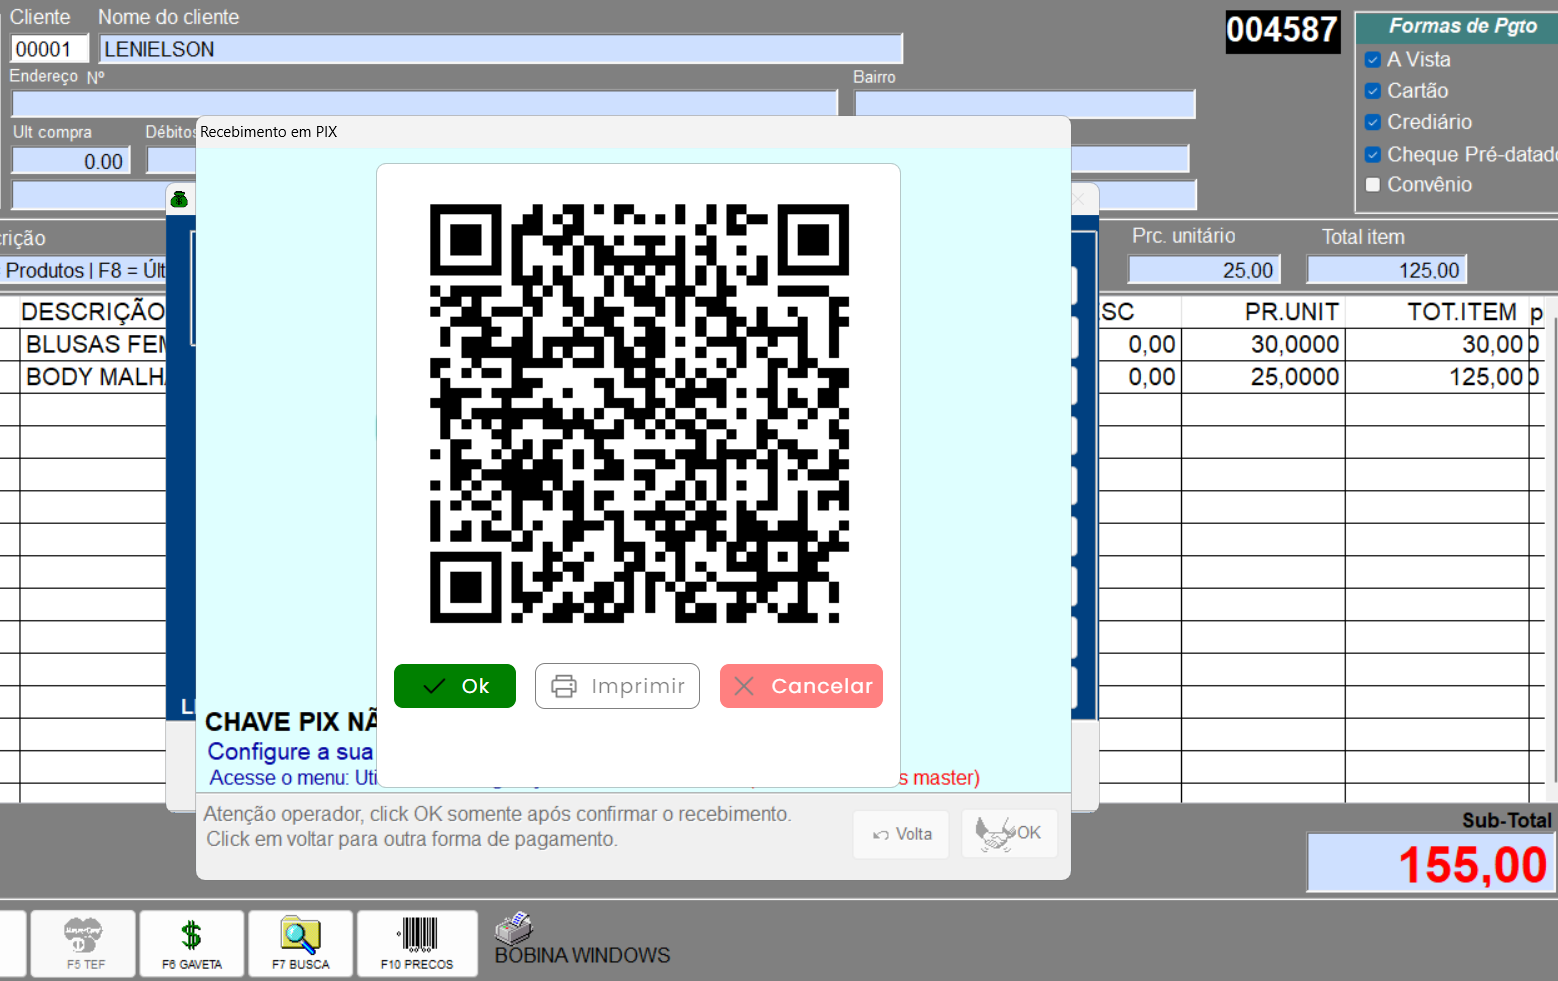 Cliente Nome do cliente
00001 LENIELSON
004587
Formas de Pgto
A Vista
Cartão
Crediário
Cheque Pré-datado
Convênio
Endereço Nº
Bairro
Ult compra Débitos
0.00
Recebimento em PIX
rição
Produtos | F8 = Últ
Prc. unitário Total item
25,00 125,00
DESCRIÇÃO SC PR.UNIT TOT.ITEM p
BLUSAS FEM 0,00 30,0000 30,00 0
BODY MALHA 0,00 25,0000 125,00 0
Ok Imprimir Cancelar
L
CHAVE PIX NÃ
Configure a sua
Acesse o menu: Uti s master)
Atenção operador, click OK somente após confirmar o recebimento.
Click em voltar para outra forma de pagamento.
Volta OK
Sub-Total
155,00
F5 TEF F6 GAVETA F7 BUSCA F10 PRECOS BOBINA WINDOWS